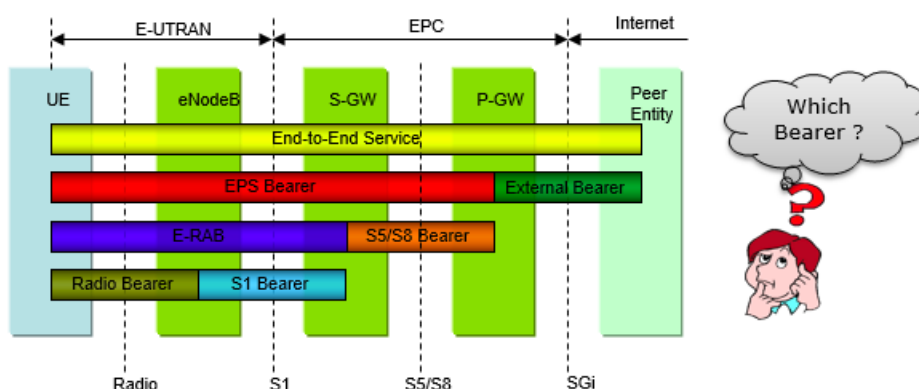 E-UTRAN EPC Internet
UE eNodeB S-GW P-GW Peer
Entity
End-to-End Service
EPS Bearer External Bearer
E-RAB S5/S8 Bearer
Radio Bearer S1 Bearer
Radio S1 S5/S8 SGi
Which
Bearer ?
?